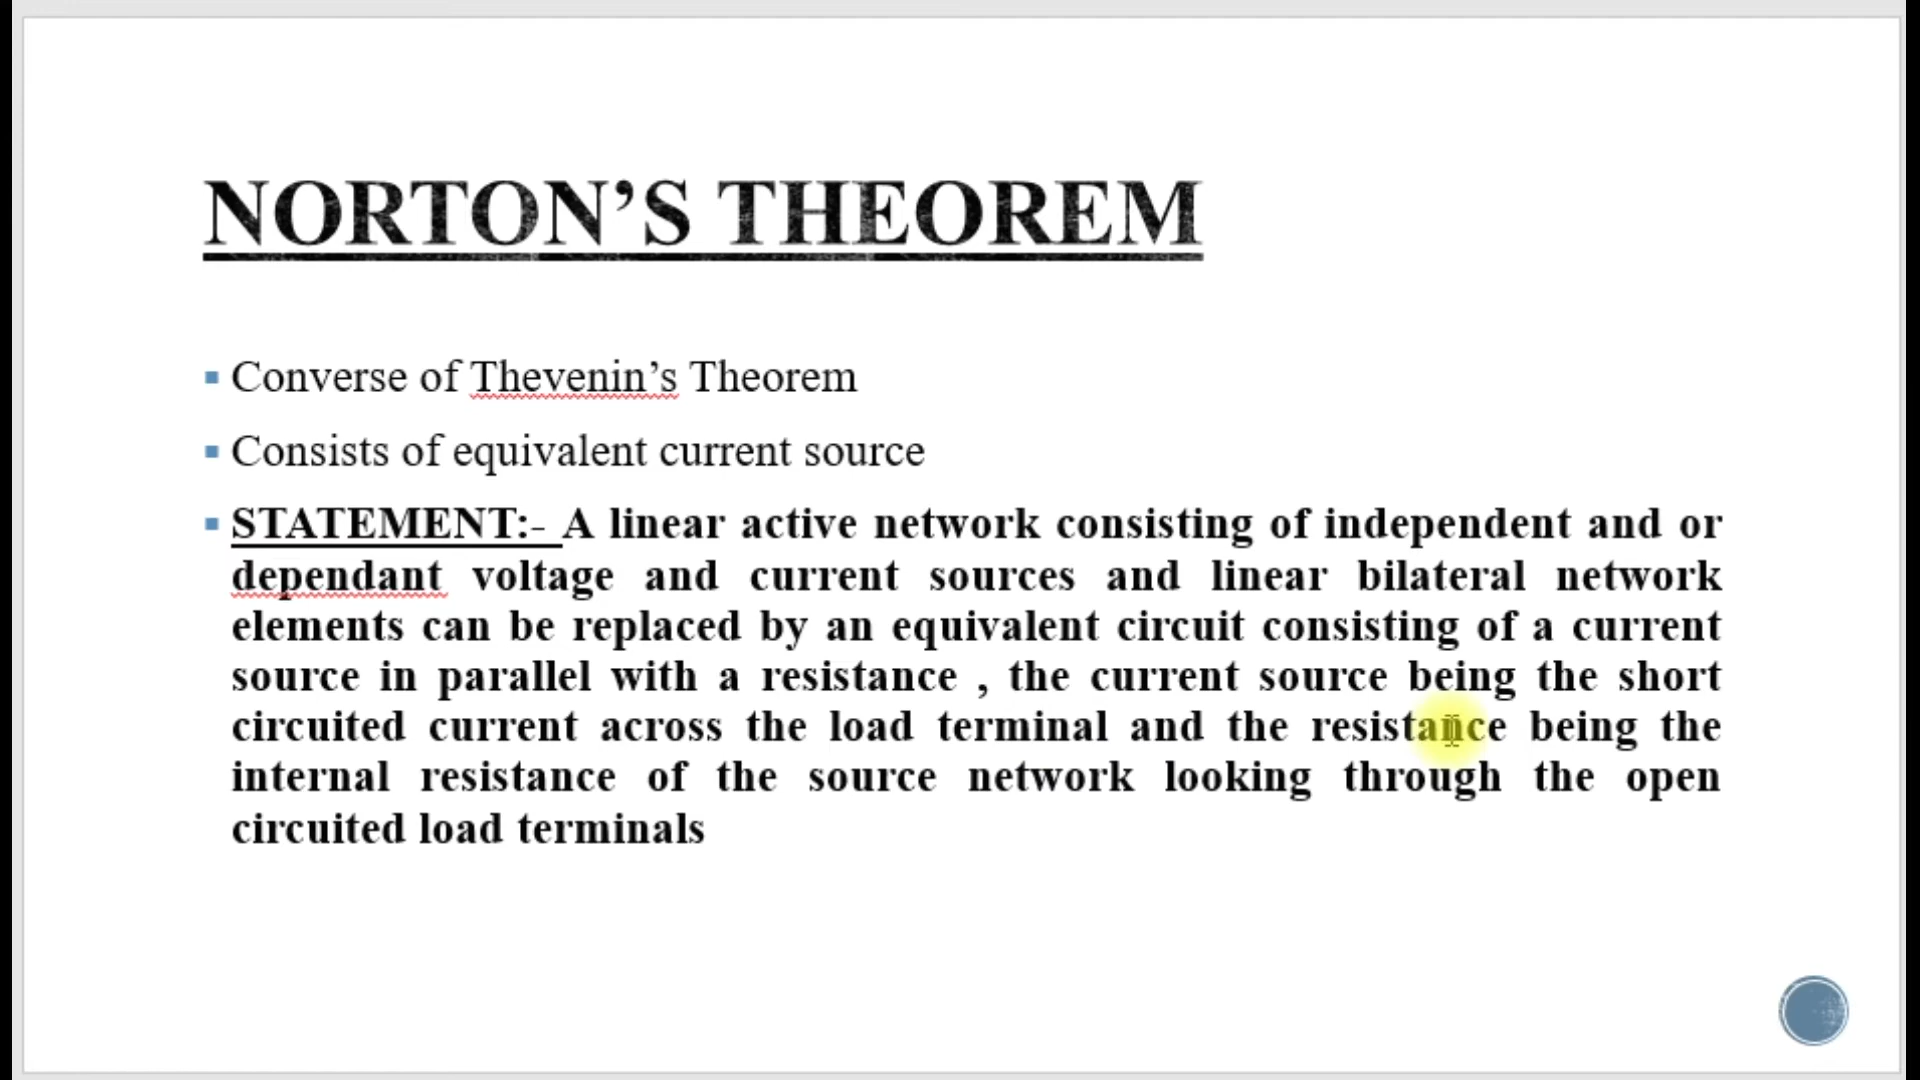 NORTON’S THEOREM
Converse of Thevenin’s Theorem
Consists of equivalent current source
STATEMENT:- A linear active network consisting of independent and or
dependant voltage and current sources and linear bilateral network
elements can be replaced by an equivalent circuit consisting of a current
source in parallel with a resistance , the current source being the short
circuited current across the load terminal and the resistance being the
internal resistance of the source network looking through the open
circuited load terminals